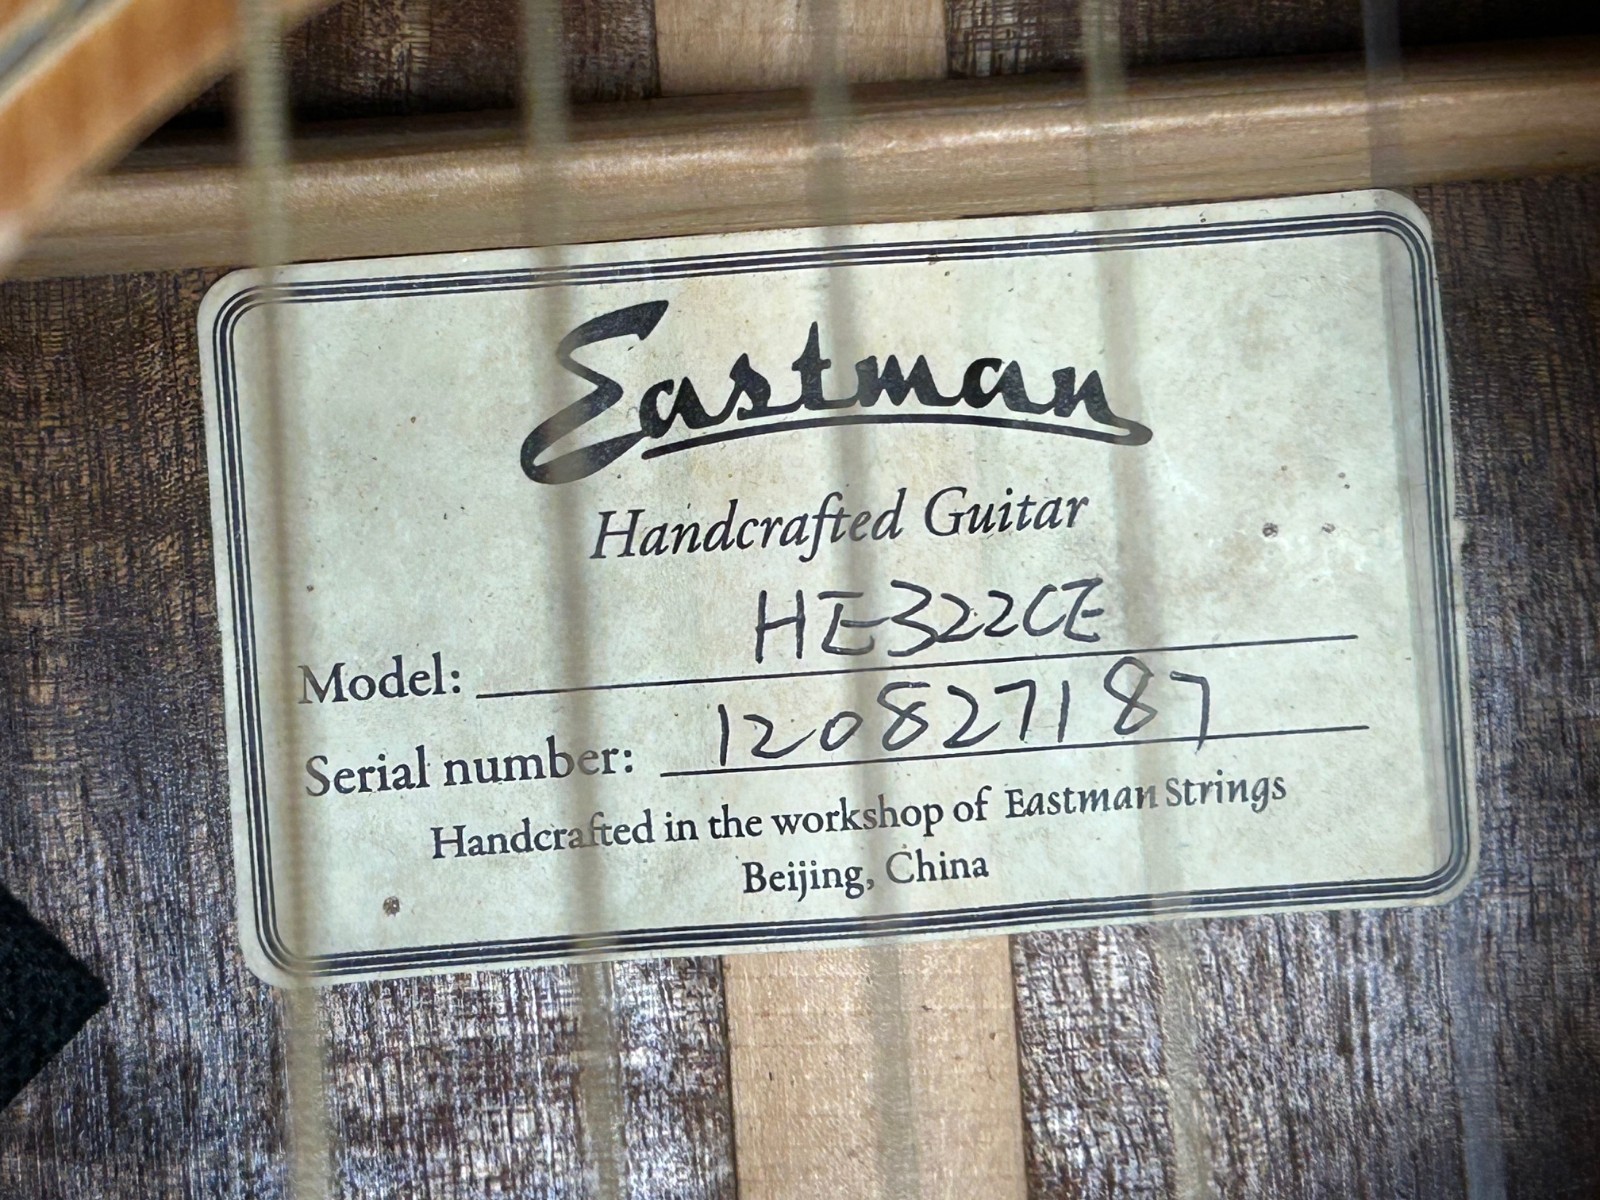 Eastman
Handcrafted Guitar
Model: HE322CE
Serial number: 120827187
Handcrafted in the workshop of Eastman Strings
Beijing, China